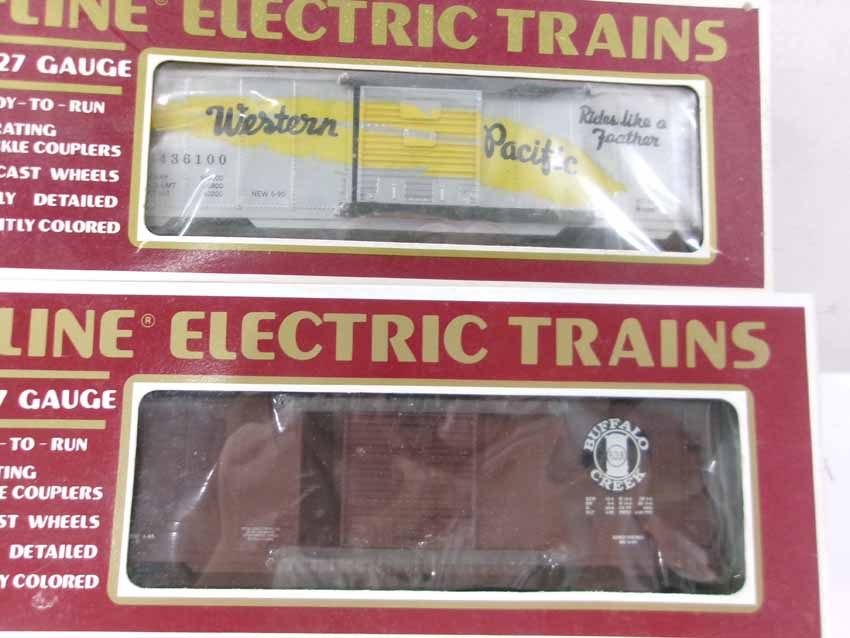 LINE® ELECTRIC TRAINS
27 GAUGE
DY-TO-RUN
RATING
KLE COUPLERS
CAST WHEELS
LY DETAILED
TLY COLORED
Western Pacific
Rides like a
Feather
436100
NEW 6-90
LINE® ELECTRIC TRAINS
7 GAUGE
-TO-RUN
TING
E COUPLERS
ST WHEELS
DETAILED
Y COLORED
BUFFALO
CREEK